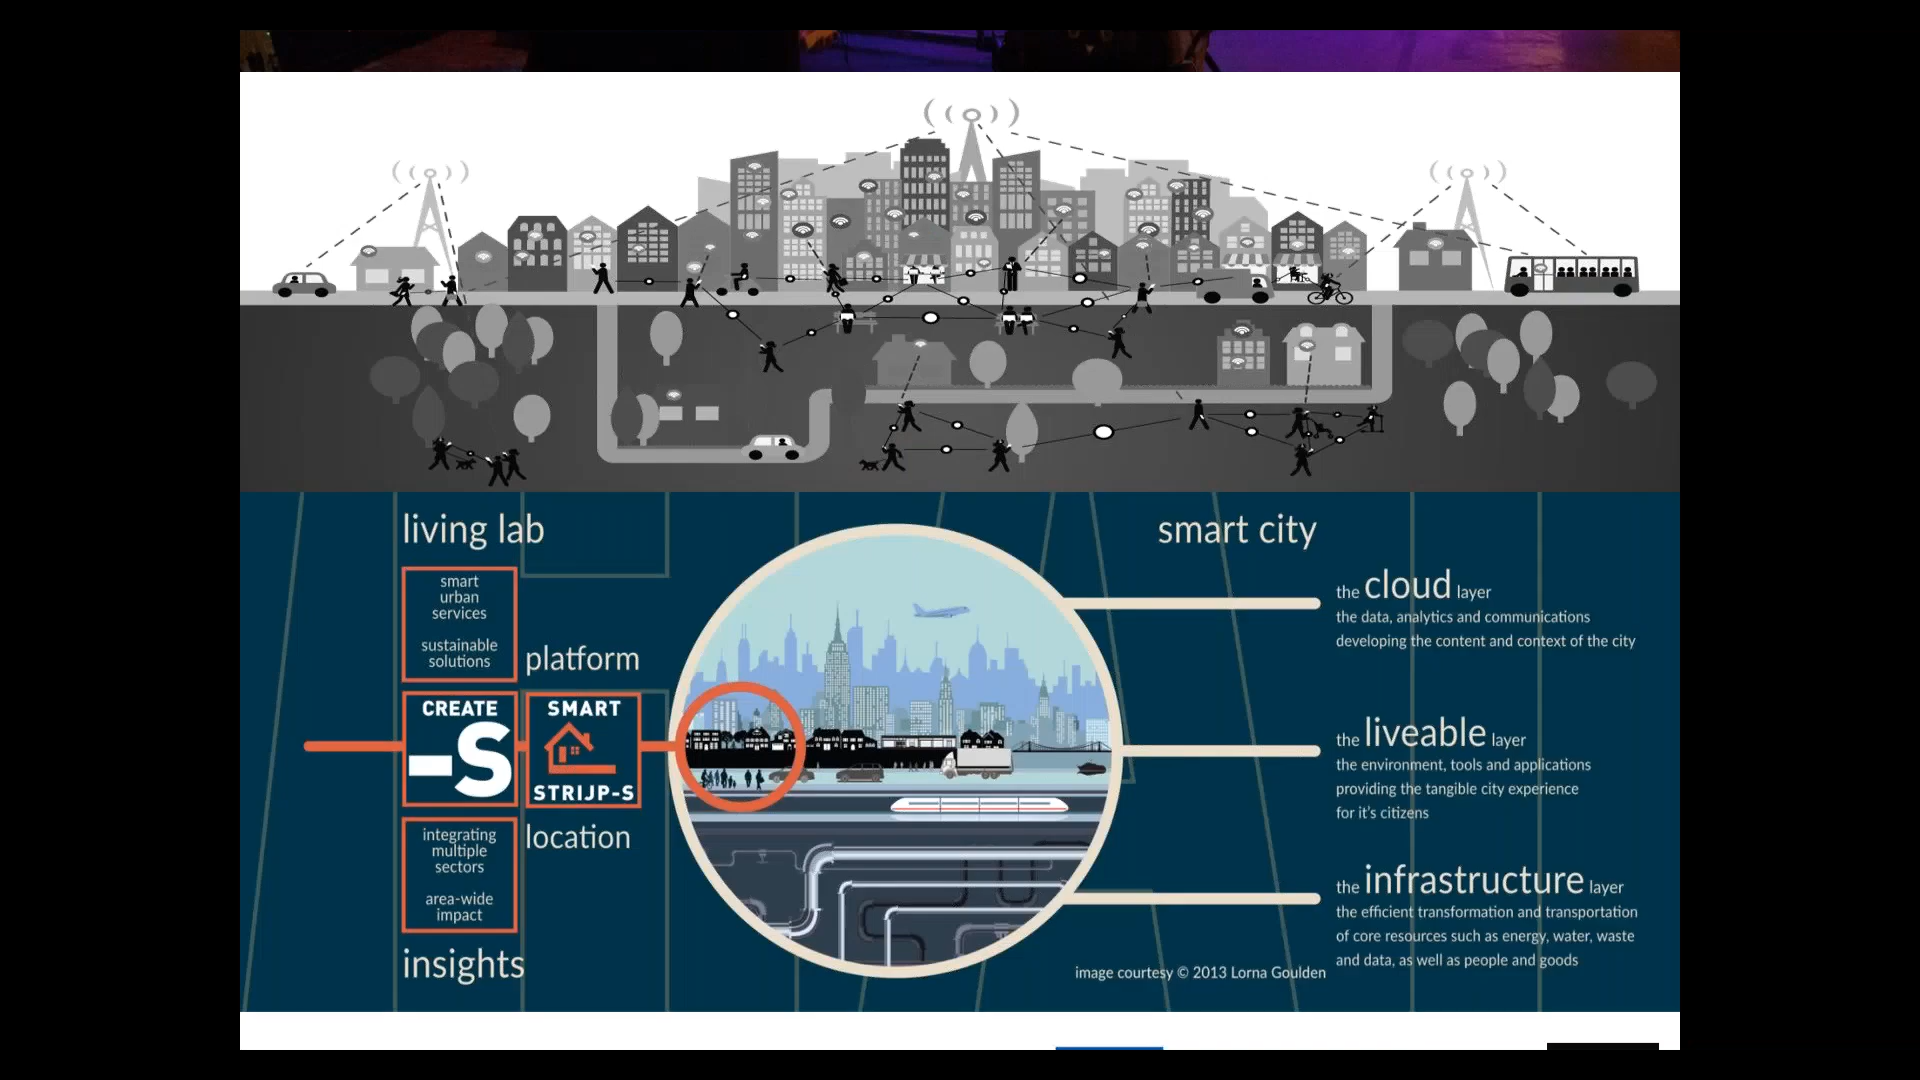 living lab
smart
urban
services
sustainable
solutions
platform
CREATE
-S
SMART
STRIJP-S
integrating
multiple
sectors
area-wide
impact
location
insights
smart city
the cloud layer
the data, analytics and communications
developing the content and context of the city
the liveable layer
the environment, tools and applications
providing the tangible city experience
for it's citizens
the infrastructure layer
the efficient transformation and transportation
of core resources such as energy, water, waste
and data, as well as people and goods
image courtesy © 2013 Lorna Goulden